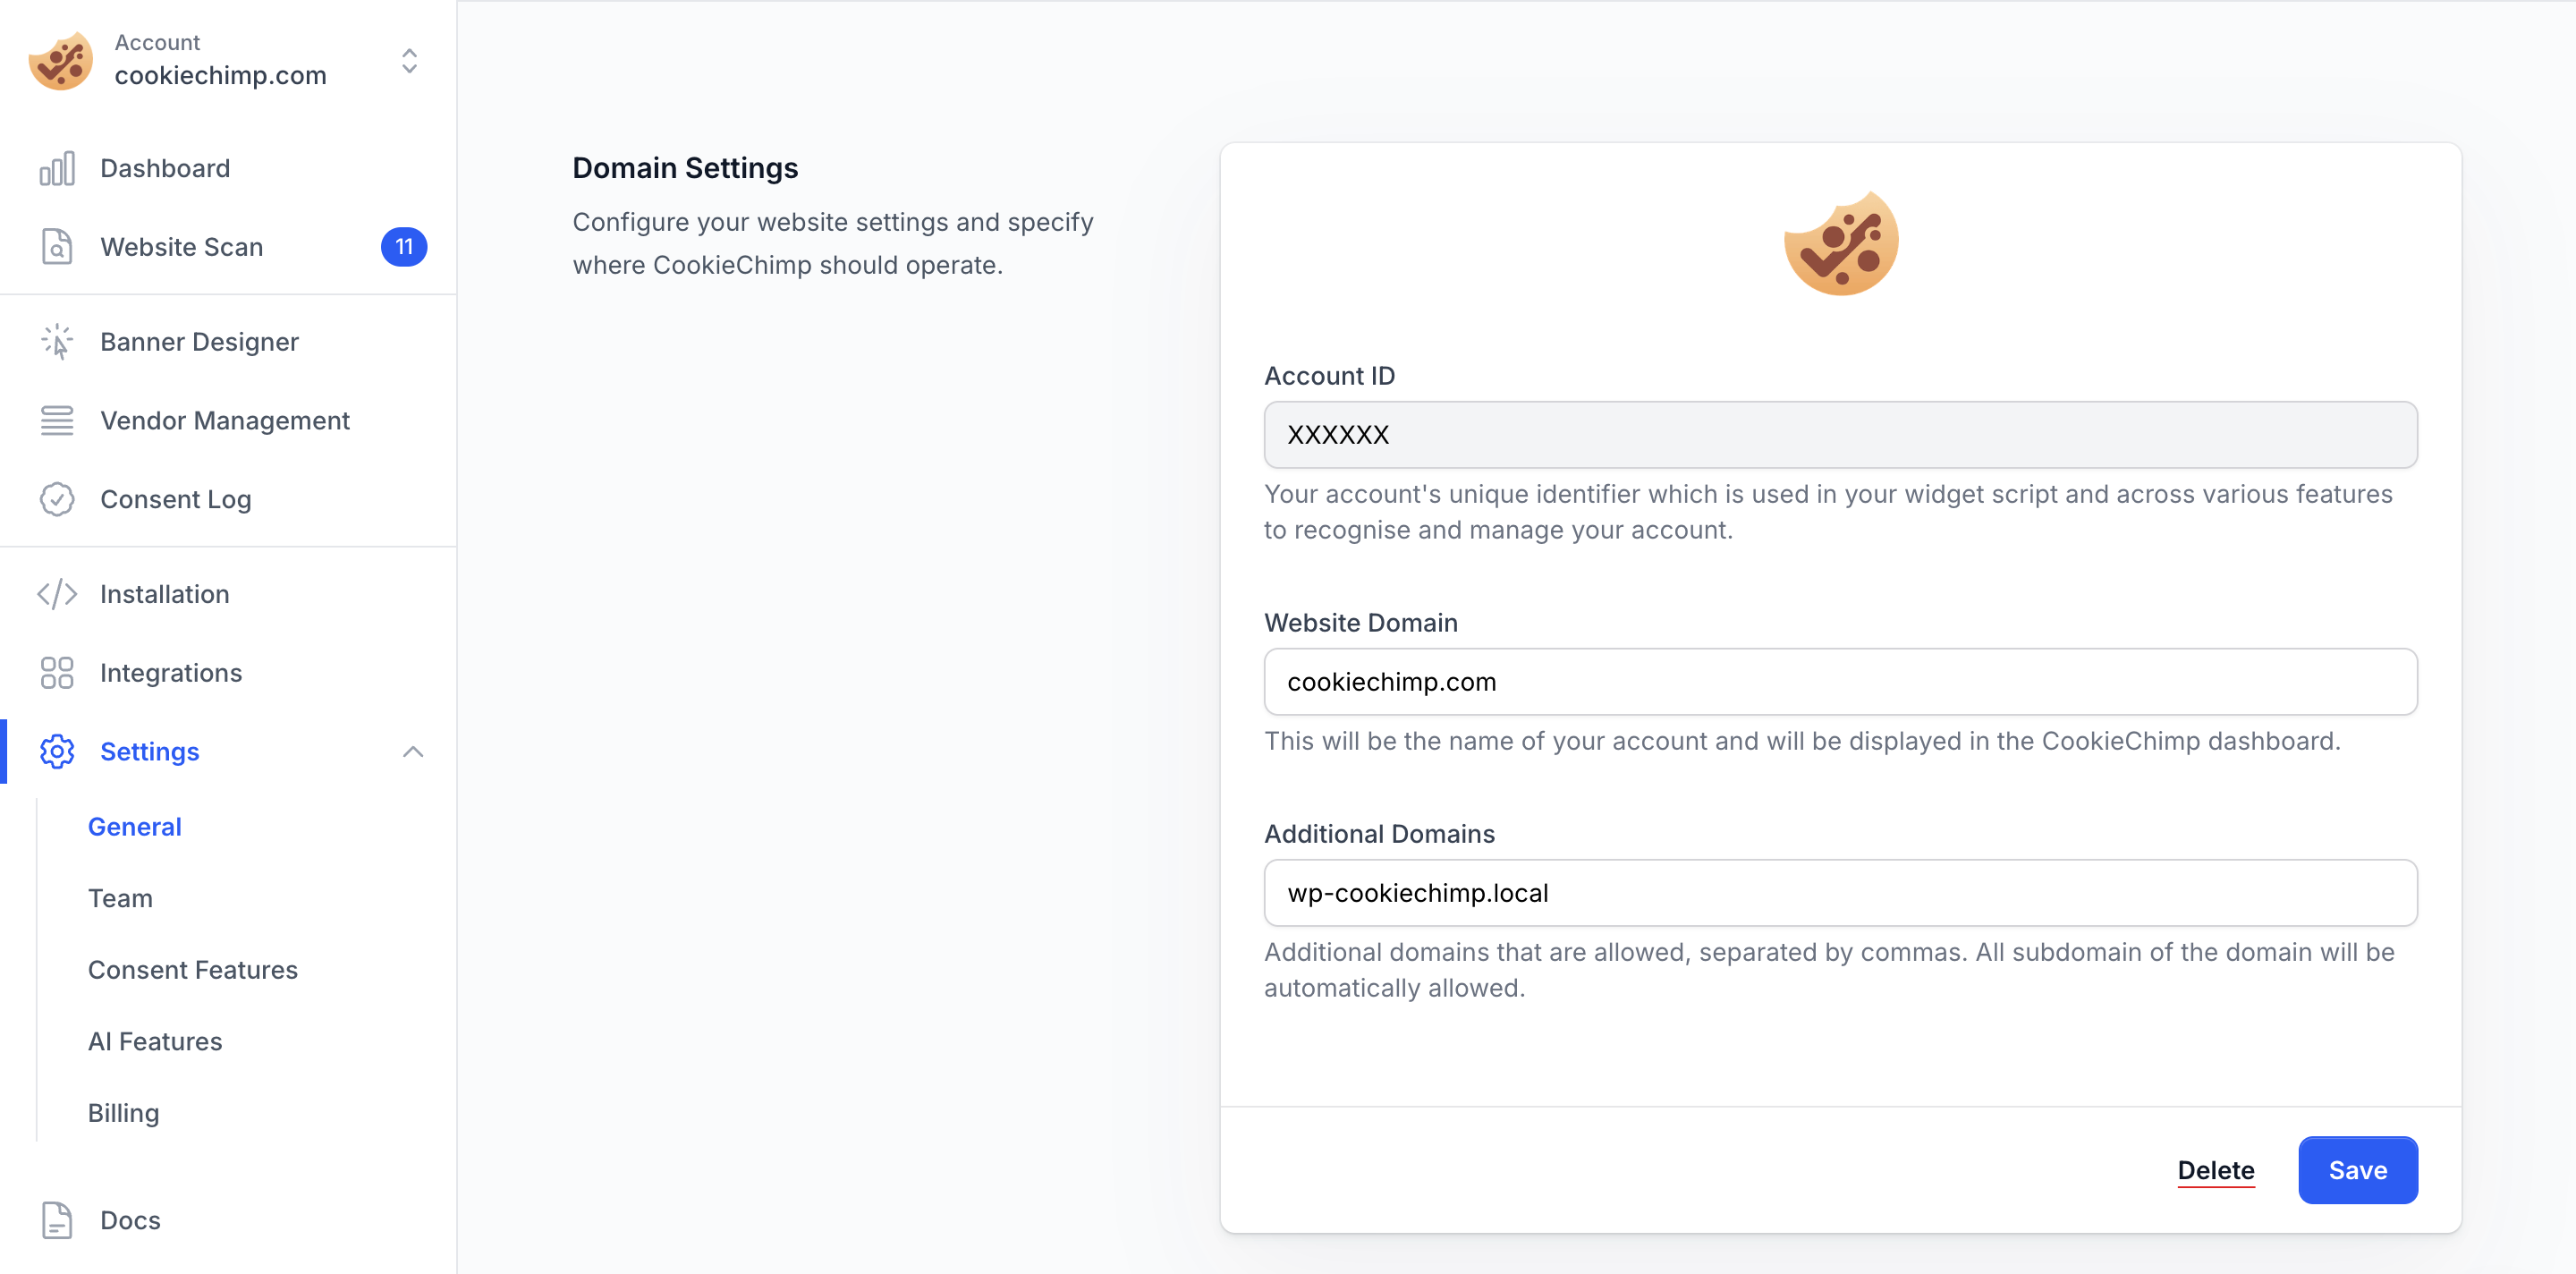 Account
cookiechimp.com
Dashboard
Website Scan
11
Banner Designer
Vendor Management
Consent Log
Installation
Integrations
Settings
General
Team
Consent Features
AI Features
Billing
Docs
Domain Settings
Configure your website settings and specify
where CookieChimp should operate.
Account ID
XXXXXX
Your account's unique identifier which is used in your widget script and across various features
to recognise and manage your account.
Website Domain
cookiechimp.com
This will be the name of your account and will be displayed in the CookieChimp dashboard.
Additional Domains
wp-cookiechimp.local
Additional domains that are allowed, separated by commas. All subdomain of the domain will be
automatically allowed.
Delete
Save